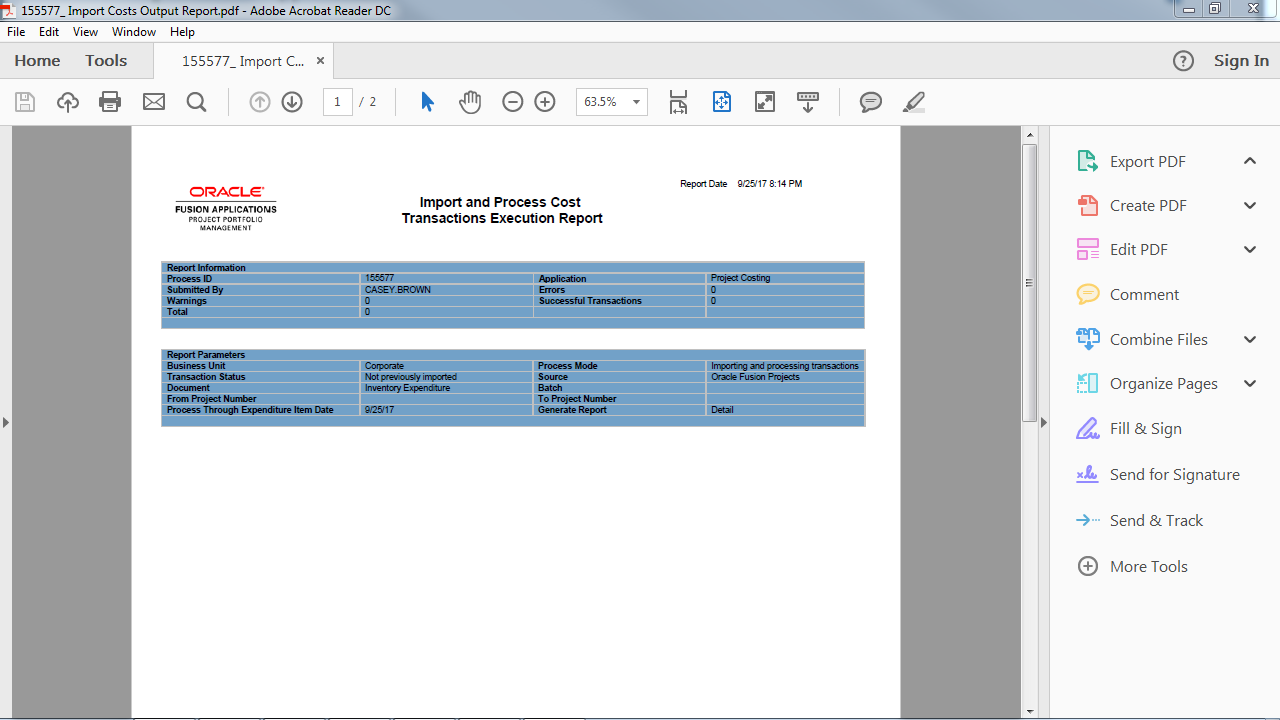 155577_ Import Costs Output Report.pdf - Adobe Acrobat Reader DC
File Edit View Window Help
Home Tools 155577_ Import C... × ? Sign In
1 / 2 63.5%
Report Date 9/25/17 8:14 PM
ORACLE
FUSION APPLICATIONS
PROJECT PORTFOLIO
MANAGEMENT
Import and Process Cost
Transactions Execution Report
Report Information
Process ID 155577 Application Project Costing
Submitted By CASEY.BROWN Errors 0
Warnings 0 Successful Transactions 0
Total 0
Report Parameters
Business Unit Corporate Process Mode Importing and processing transactions
Transaction Status Not previously imported Source Oracle Fusion Projects
Document Inventory Expenditure Batch
From Project Number To Project Number
Process Through Expenditure Item Date 9/25/17 Generate Report Detail
Export PDF
Create PDF
Edit PDF
Comment
Combine Files
Organize Pages
Fill & Sign
Send for Signature
Send & Track
More Tools